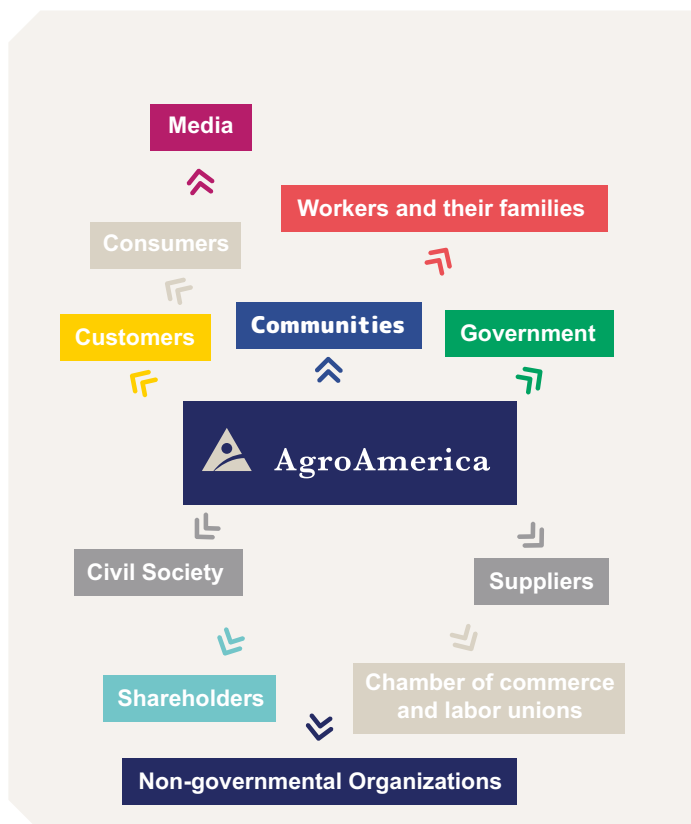 Media
Workers and their families
Consumers
Communities
Government
Customers
AgroAmerica
Civil Society
Suppliers
Chamber of commerce
and labor unions
Shareholders
Non-governmental Organizations